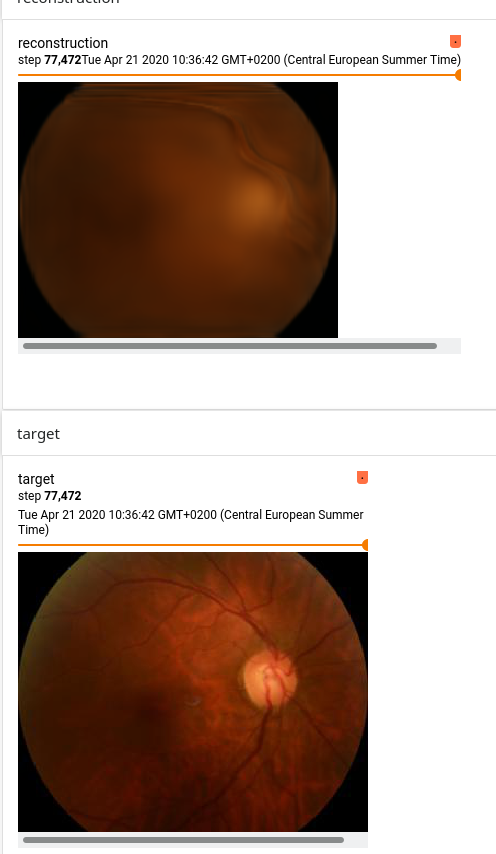 reconstruction
reconstruction
step 77,472Tue Apr 21 2020 10:36:42 GMT+0200 (Central European Summer Time)
target
target
step 77,472
Tue Apr 21 2020 10:36:42 GMT+0200 (Central European Summer
Time)